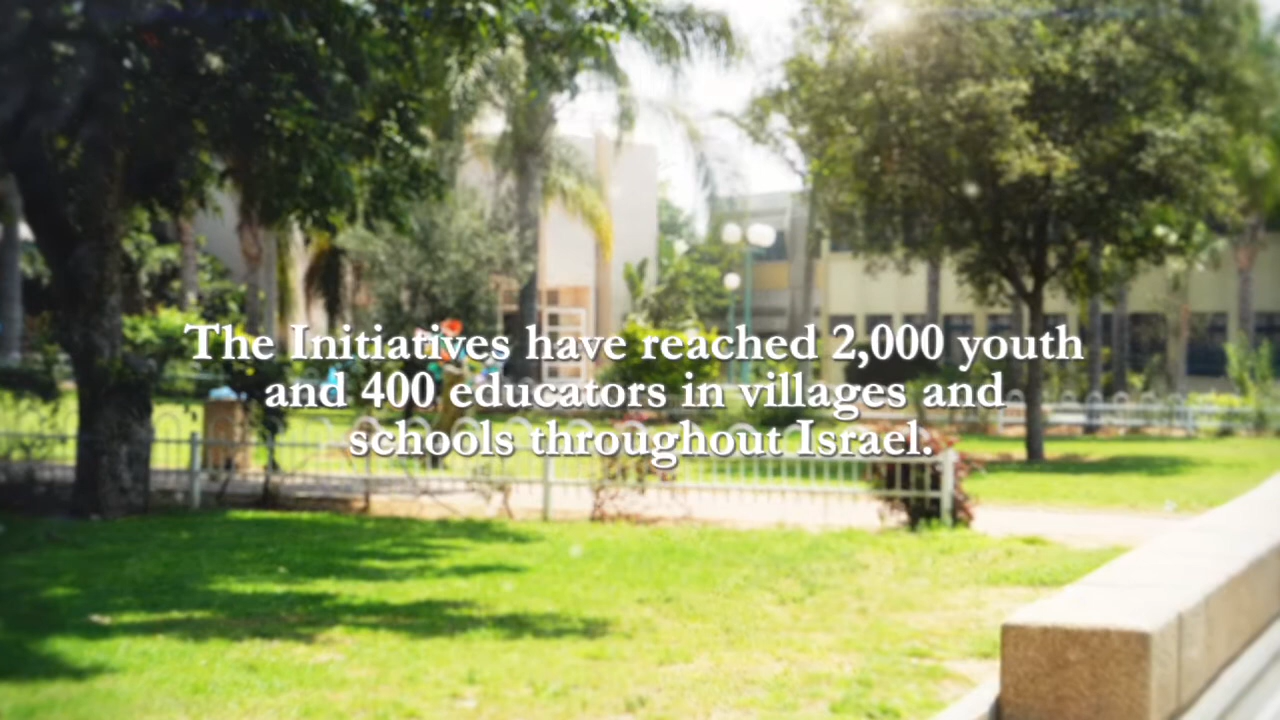 The Initiatives have reached 2,000 youth
and 400 educators in villages and
schools throughout Israel.